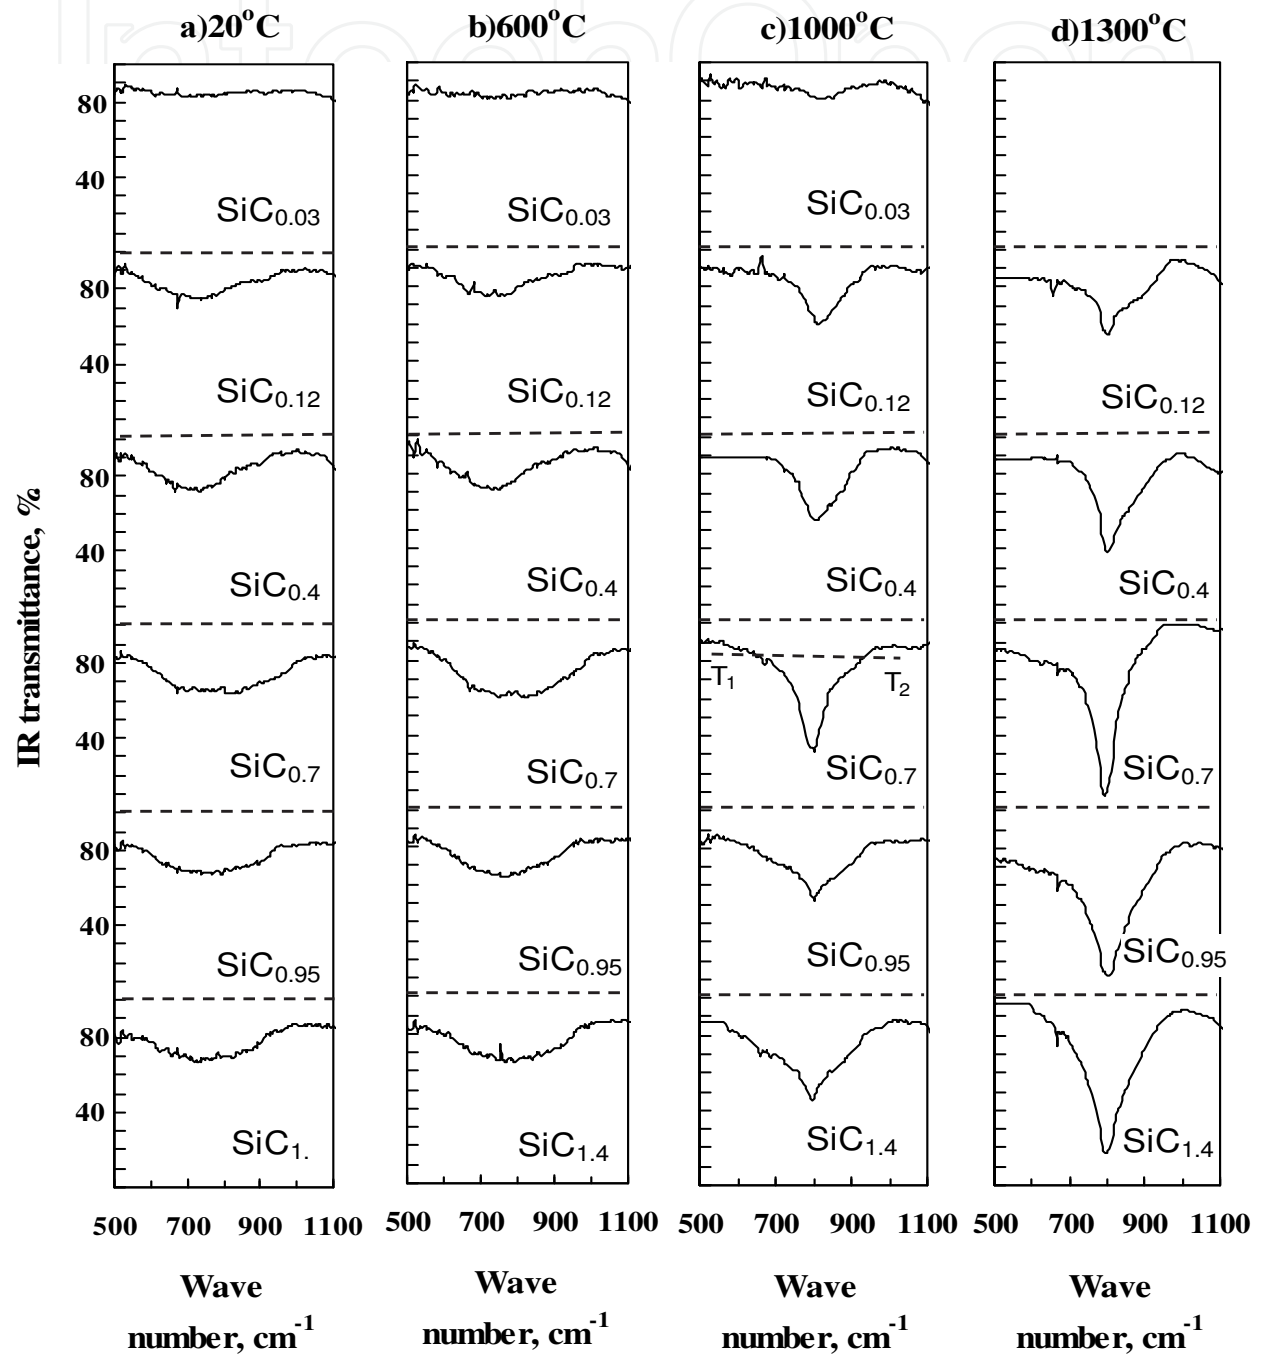 IntechOpen
a)20°C b)600°C c)1000°C d)1300°C
80
40
SiC0.03 SiC0.03 SiC0.03
80
40
SiC0.12 SiC0.12 SiC0.12 SiC0.12
80
40
SiC0.4 SiC0.4 SiC0.4 SiC0.4
80
T1 T2
40
SiC0.7 SiC0.7 SiC0.7 SiC0.7
80
40
SiC0.95 SiC0.95 SiC0.95 SiC0.95
80
40
SiC1. SiC1.4 SiC1.4 SiC1.4
IR transmittance, %
500 700 900 1100 500 700 900 1100 500 700 900 1100 500 700 900 1100
Wave Wave Wave Wave
number, cm-1 number, cm-1 number, cm-1 number, cm-1